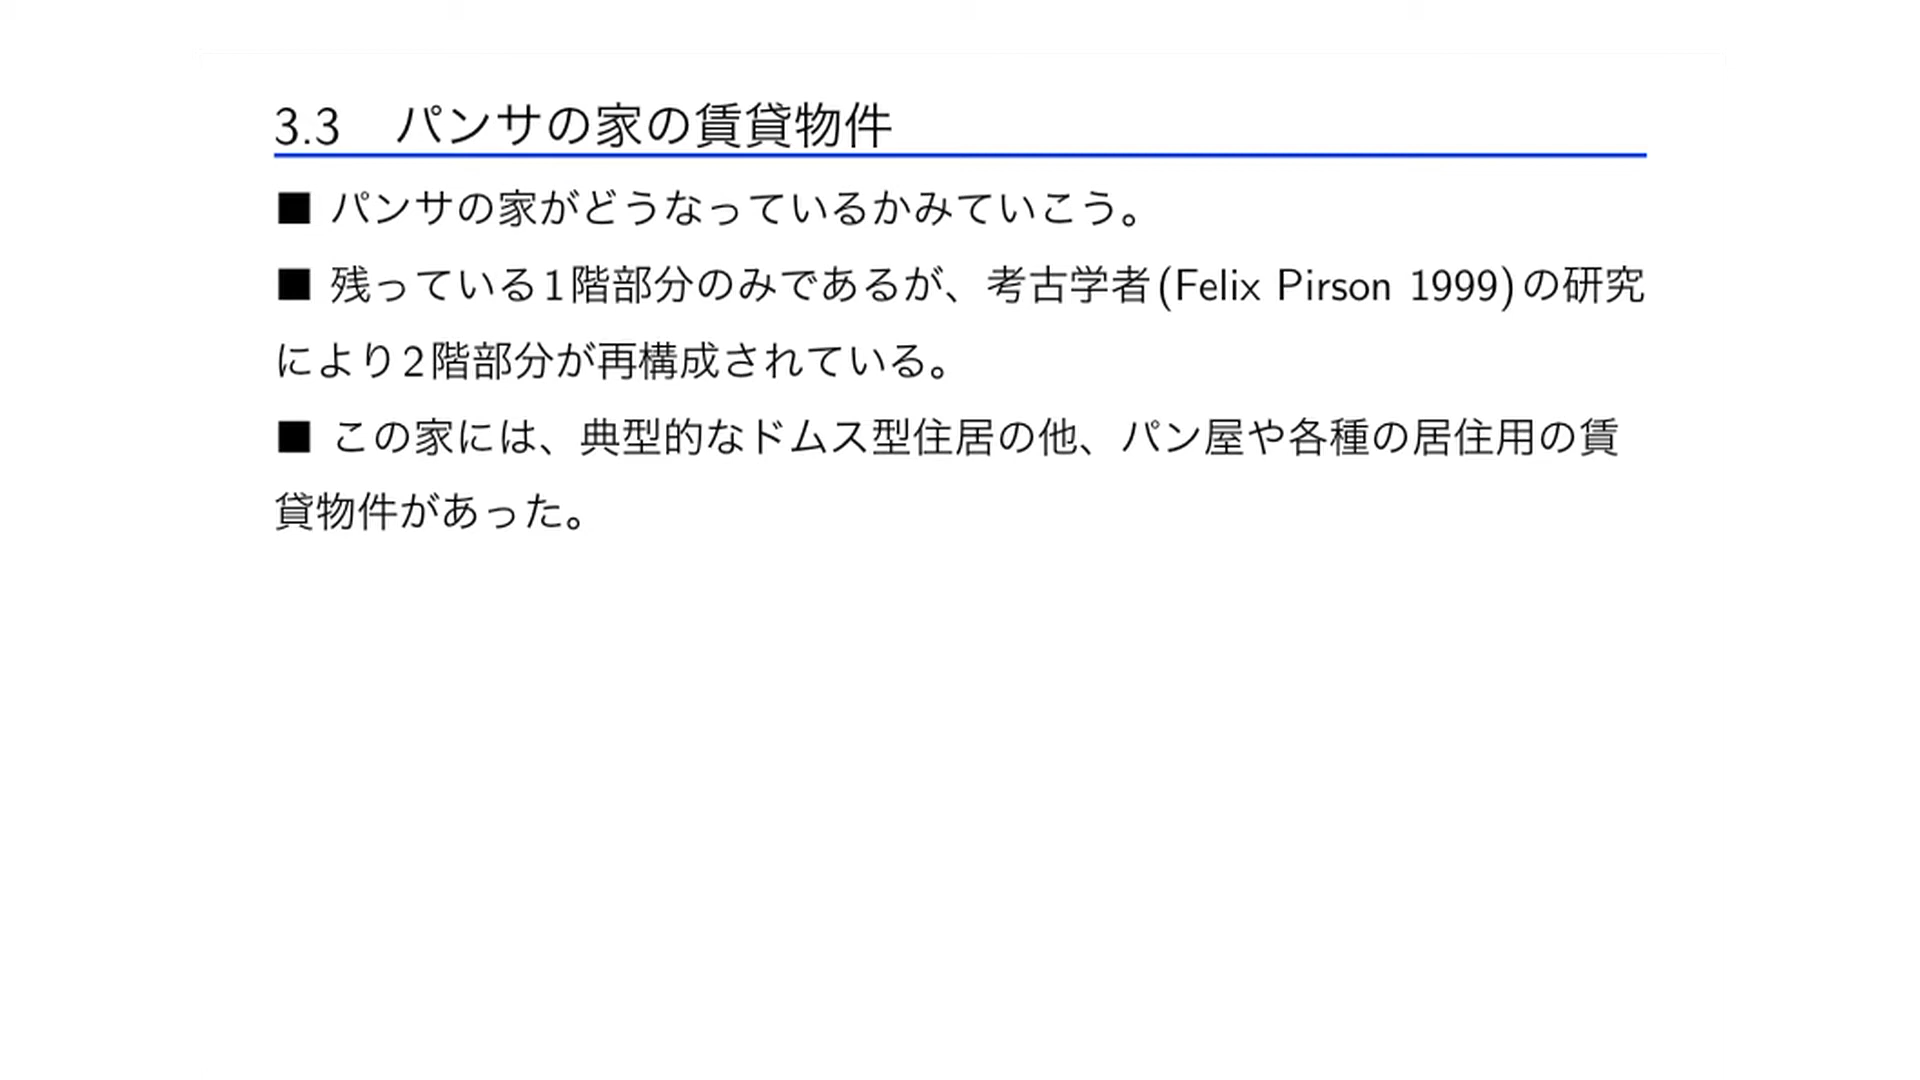 3.3　パンサの家の賃貸物件
■ パンサの家がどうなっているかみていこう。
■ 残っている1階部分のみであるが、考古学者(Felix Pirson 1999)の研究
により2階部分が再構成されている。
■ この家には、典型的なドムス型住居の他、パン屋や各種の居住用の賃
貸物件があった。